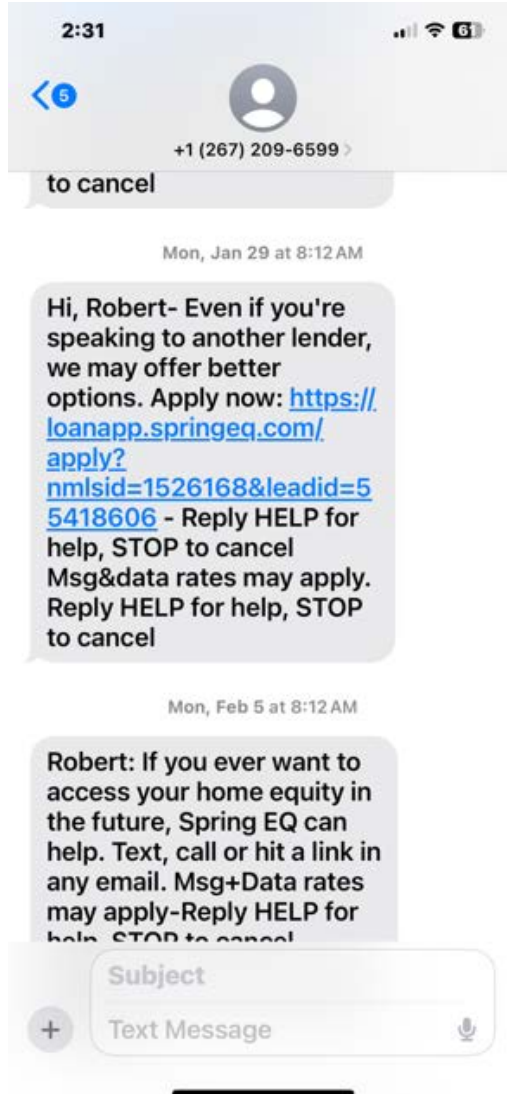 2:31
61
5
+1 (267) 209-6599 >
to cancel
Mon, Jan 29 at 8:12 AM
Hi, Robert- Even if you're
speaking to another lender,
we may offer better
options. Apply now: https://
loanapp.springeq.com/
apply?
nmlsid=1526168&leadid=5
5418606 - Reply HELP for
help, STOP to cancel
Msg&data rates may apply.
Reply HELP for help, STOP
to cancel
Mon, Feb 5 at 8:12 AM
Robert: If you ever want to
access your home equity in
the future, Spring EQ can
help. Text, call or hit a link in
any email. Msg+Data rates
may apply-Reply HELP for
help, STOP to cancel
Subject
Text Message